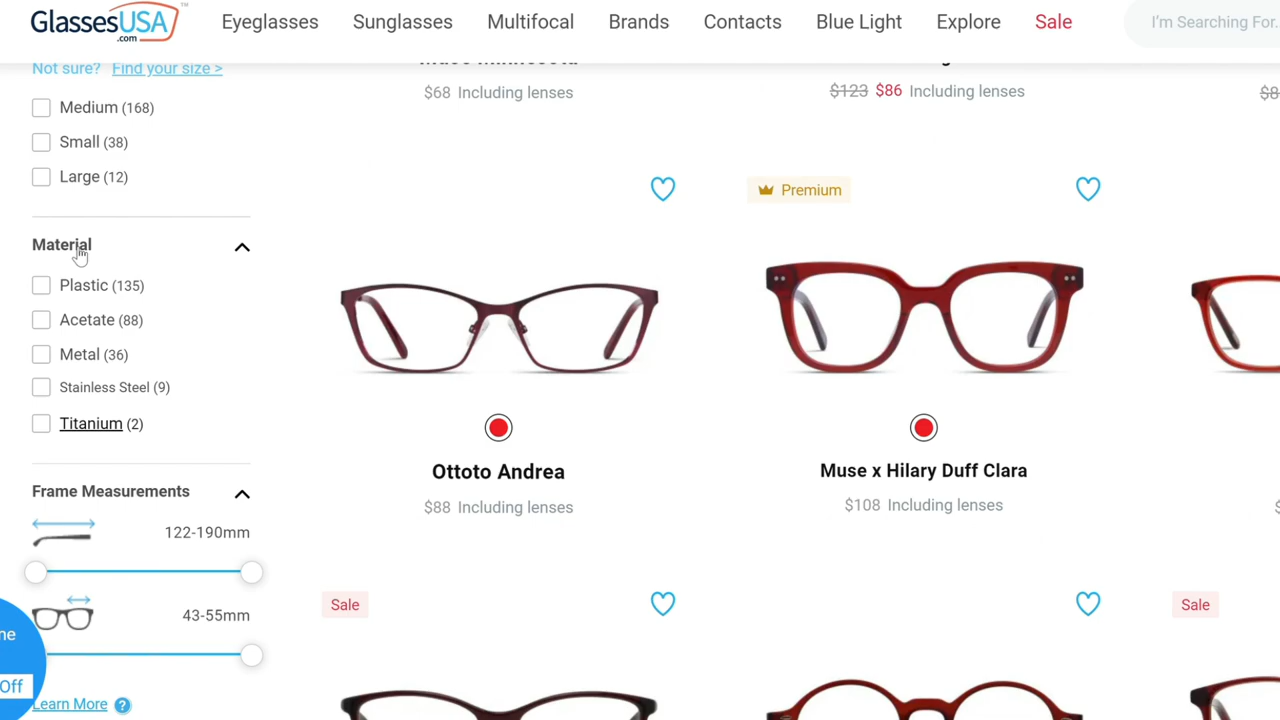 GlassesUSA
.com
™
Eyeglasses
Sunglasses
Multifocal
Brands
Contacts
Blue Light
Explore
Sale
I'm Searching For...
Not sure? Find your size >
Medium (168)
Small (38)
Large (12)
Material
Plastic (135)
Acetate (88)
Metal (36)
Stainless Steel (9)
Titanium (2)
Frame Measurements
122-190mm
43-55mm
Off
Learn More ?
$68 Including lenses
$123 $86 Including lenses
Premium
Ottoto Andrea
$88 Including lenses
Muse x Hilary Duff Clara
$108 Including lenses
Sale
Sale